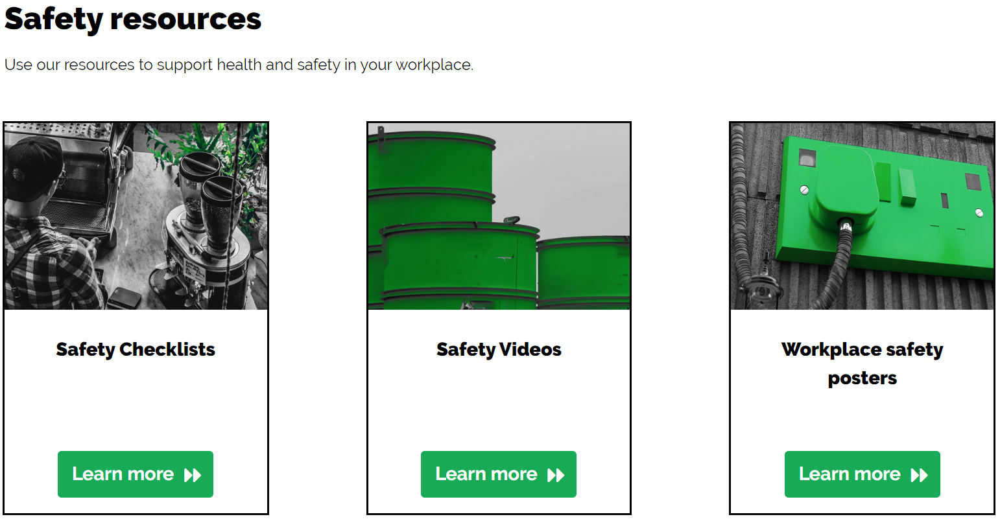 Safety resources
Use our resources to support health and safety in your workplace.
Safety Checklists
Learn more
Safety Videos
Learn more
Workplace safety
posters
Learn more